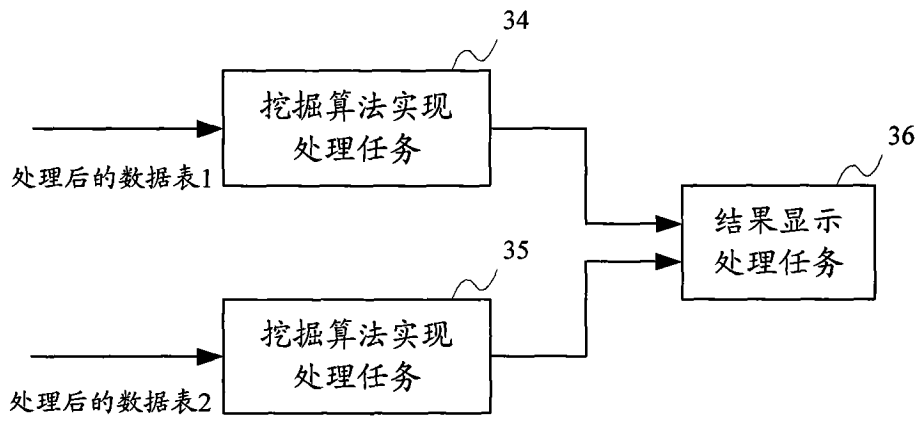 34
挖掘算法实现
处理任务
处理后的数据表1
36
结果显示
处理任务
35
挖掘算法实现
处理任务
处理后的数据表2